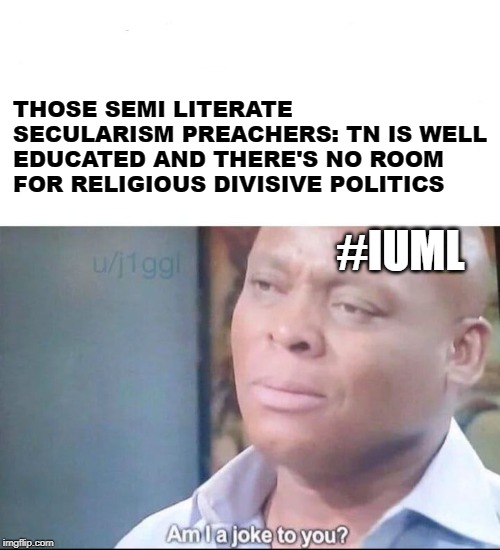 THOSE SEMI LITERATE
SECULARISM PREACHERS: TN IS WELL
EDUCATED AND THERE'S NO ROOM
FOR RELIGIOUS DIVISIVE POLITICS
#IUML
u/j1ggl
Am I a joke to you?
imgflip.com